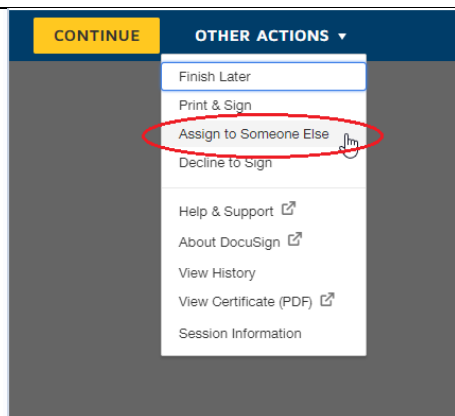 CONTINUE OTHER ACTIONS
Finish Later
Print & Sign
Assign to Someone Else
Decline to Sign
Help & Support
About DocuSign
View History
View Certificate (PDF)
Session Information